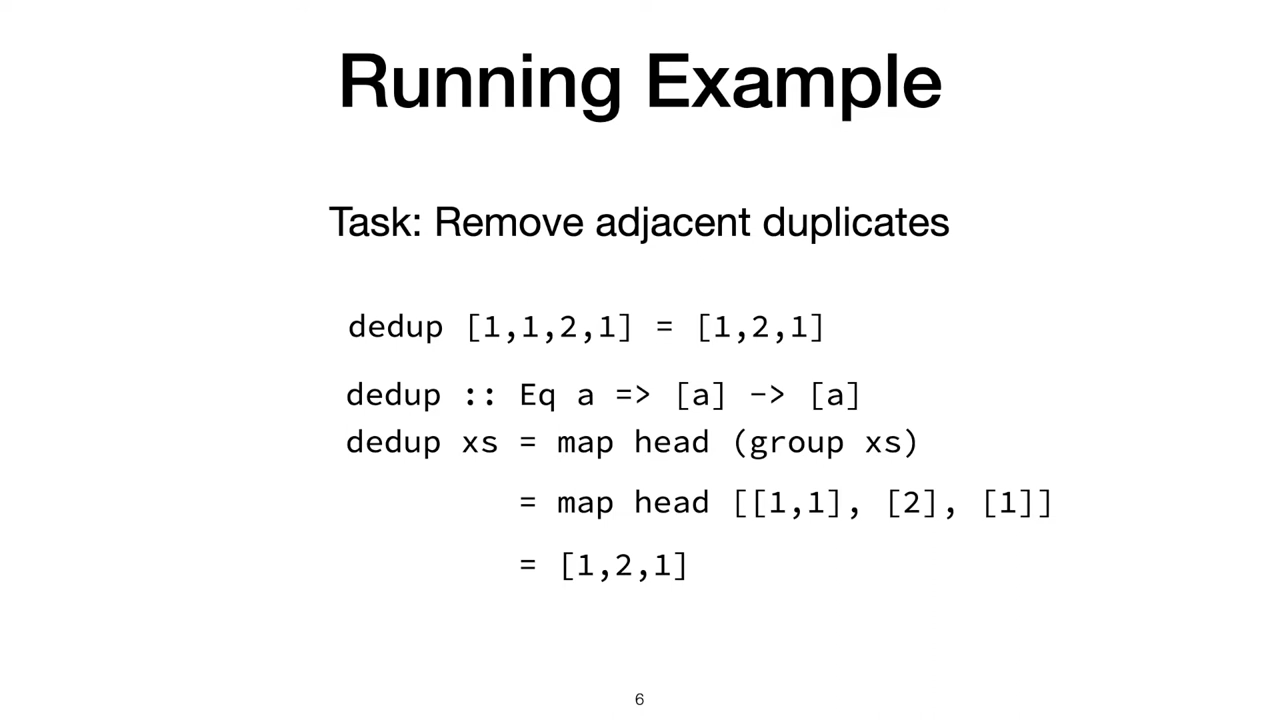 Running Example
Task: Remove adjacent duplicates
dedup [1,1,2,1] = [1,2,1]
dedup :: Eq a => [a] -> [a]
dedup xs = map head (group xs)
= map head [[1,1], [2], [1]]
= [1,2,1]
6